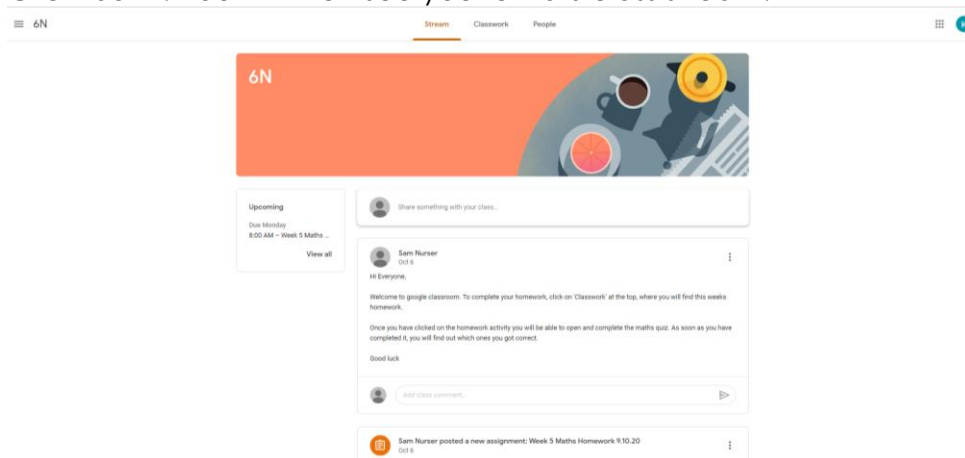 6N
Stream Classwork People
6N
Upcoming
Due Monday
8:00 AM – Week 5 Maths ...
View all
Share something with your class...
Sam Nurser
Oct 6
Hi Everyone,
Welcome to google classroom. To complete your homework, click on 'Classwork' at the top, where you will find this weeks
homework.
Once you have clicked on the homework activity you will be able to open and complete the maths quiz. As soon as you have
completed it, you will find out which ones you got correct.
Good luck
Add class comment...
Sam Nurser posted a new assignment: Week 5 Maths Homework 9.10.20
Oct 6